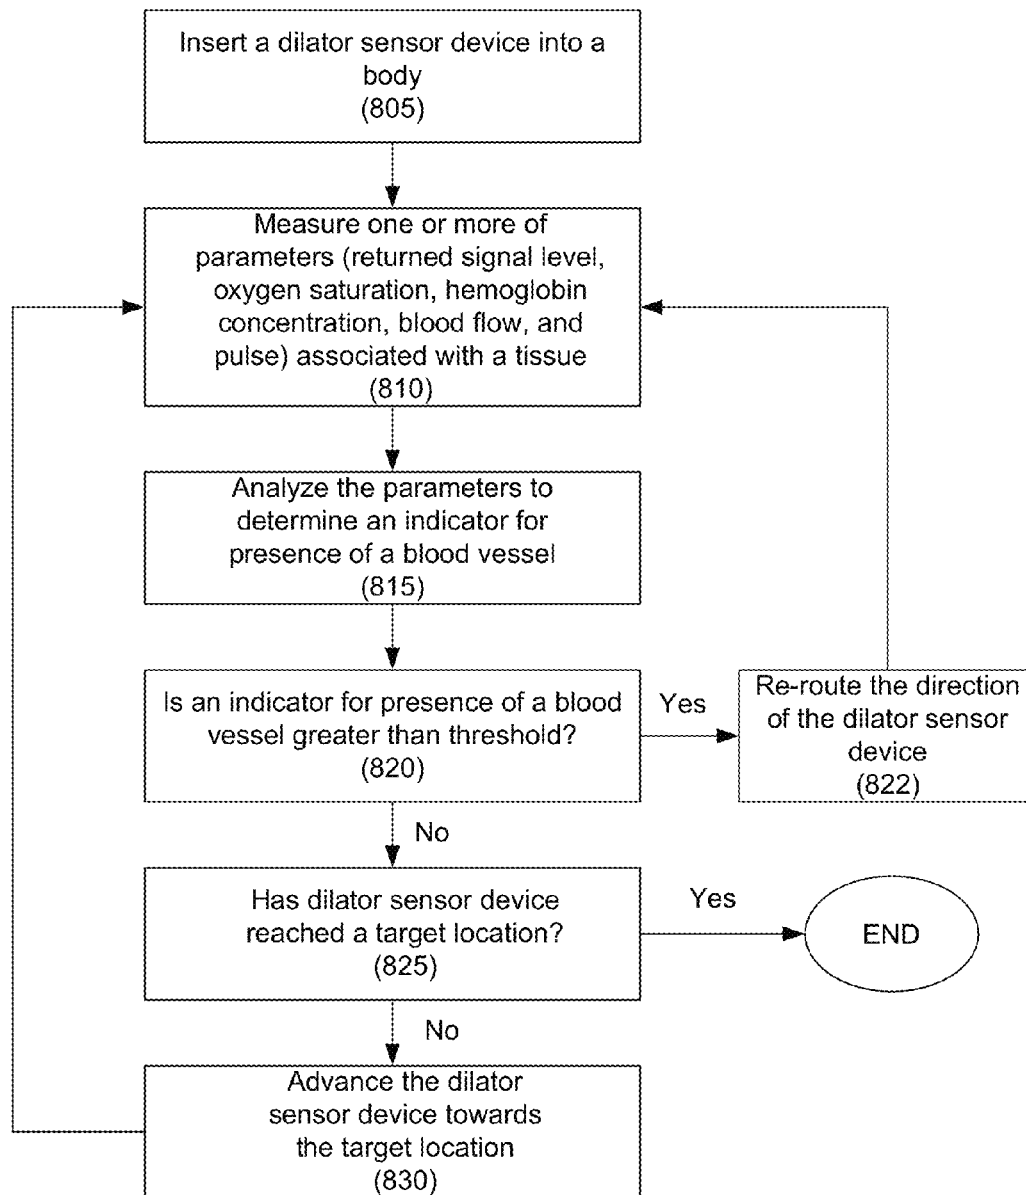 Insert a dilator sensor device into a
body
(805)
Measure one or more of
parameters (returned signal level,
oxygen saturation, hemoglobin
concentration, blood flow, and
pulse) associated with a tissue
(810)
Analyze the parameters to
determine an indicator for
presence of a blood vessel
(815)
Is an indicator for presence of a blood
vessel greater than threshold?
(820)
Yes
Re-route the direction
of the dilator sensor
device
(822)
No
Has dilator sensor device
reached a target location?
(825)
Yes
END
No
Advance the dilator
sensor device towards
the target location
(830)